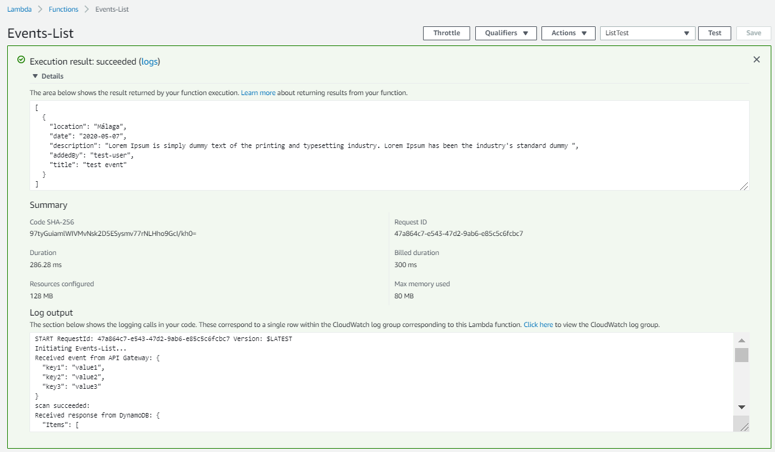 Lambda > Functions > Events-List
Events-List
Throttle Qualifiers Actions ListTest Test Save
Execution result: succeeded (logs)
Details
The area below shows the result returned by your function execution. Learn more about returning results from your function.
[
{
"location": "Málaga",
"date": "2020-05-07",
"description": "Lorem Ipsum is simply dummy text of the printing and typesetting industry. Lorem Ipsum has been the industry's standard dummy ",
"addedBy": "test-user",
"title": "test event"
}
]
Summary
Code SHA-256 Request ID
47a864c7-e543-47d2-9ab6-e85c5c6fcbc7
Duration Billed duration
286.28 ms 300 ms
Resources configured Max memory used
128 MB 80 MB
Log output
The section below shows the logging calls in your code. These correspond to a single row within the CloudWatch log group corresponding to this Lambda function. Click here to view the CloudWatch log group.
START RequestId: 47a864c7-e543-47d2-9ab6-e85c5c6fcbc7 Version: $LATEST
Initiating Events-List...
Received event from API Gateway: {
"key1": "value1",
"key2": "value2",
"key3": "value3"
}
scan succeeded:
Received response from DynamoDB: {
"Items": [